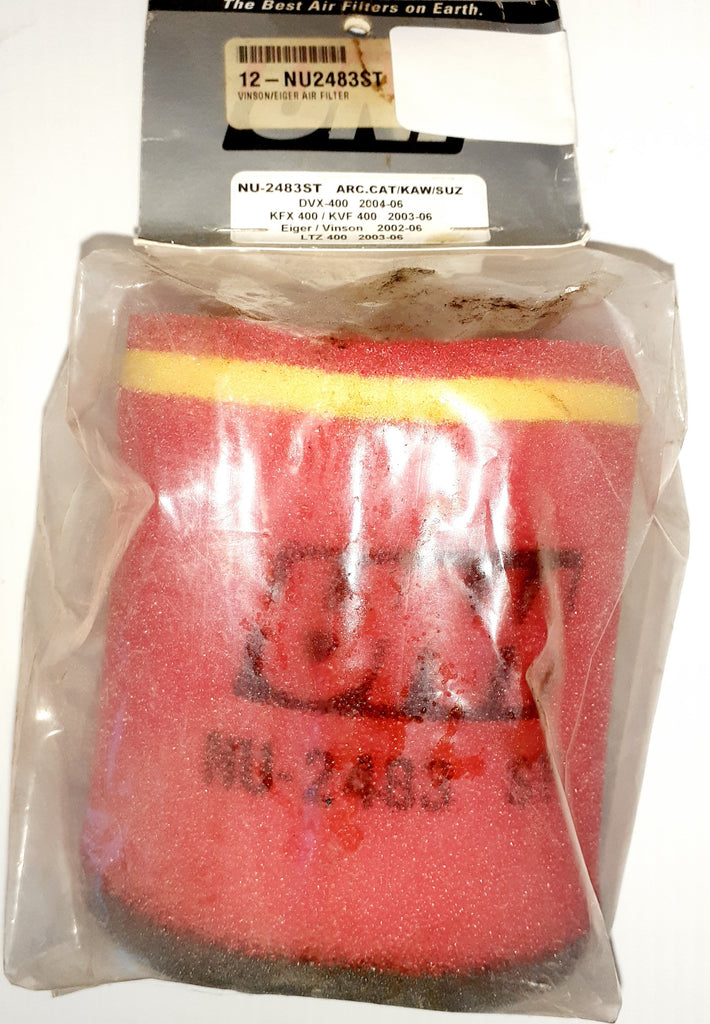 The Best Air Filters on Earth.
12-NU2483ST
VINSON/EIGER AIR FILTER
NU-2483ST ARC.CAT/KAW/SUZ
DVX-400 2004-06
KFX 400 / KVF 400 2003-06
Eiger / Vinson 2002-06
LTZ 400 2003-06
NU-2483